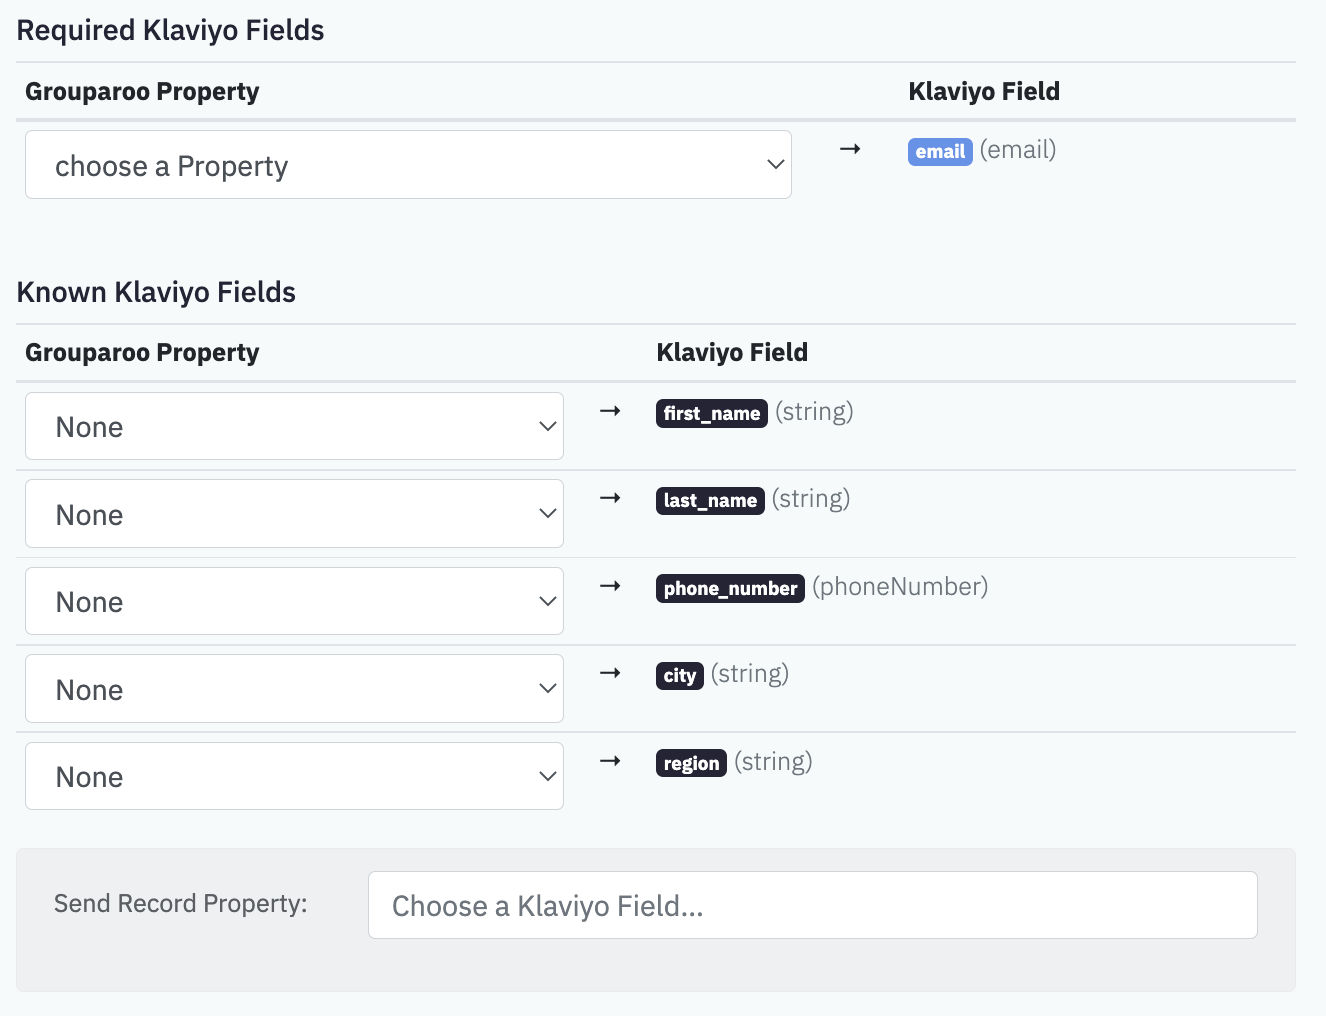 Required Klaviyo Fields
Grouparoo Property Klaviyo Field
choose a Property → email (email)
Known Klaviyo Fields
Grouparoo Property Klaviyo Field
None → first_name (string)
None → last_name (string)
None → phone_number (phoneNumber)
None → city (string)
None → region (string)
Send Record Property: Choose a Klaviyo Field...